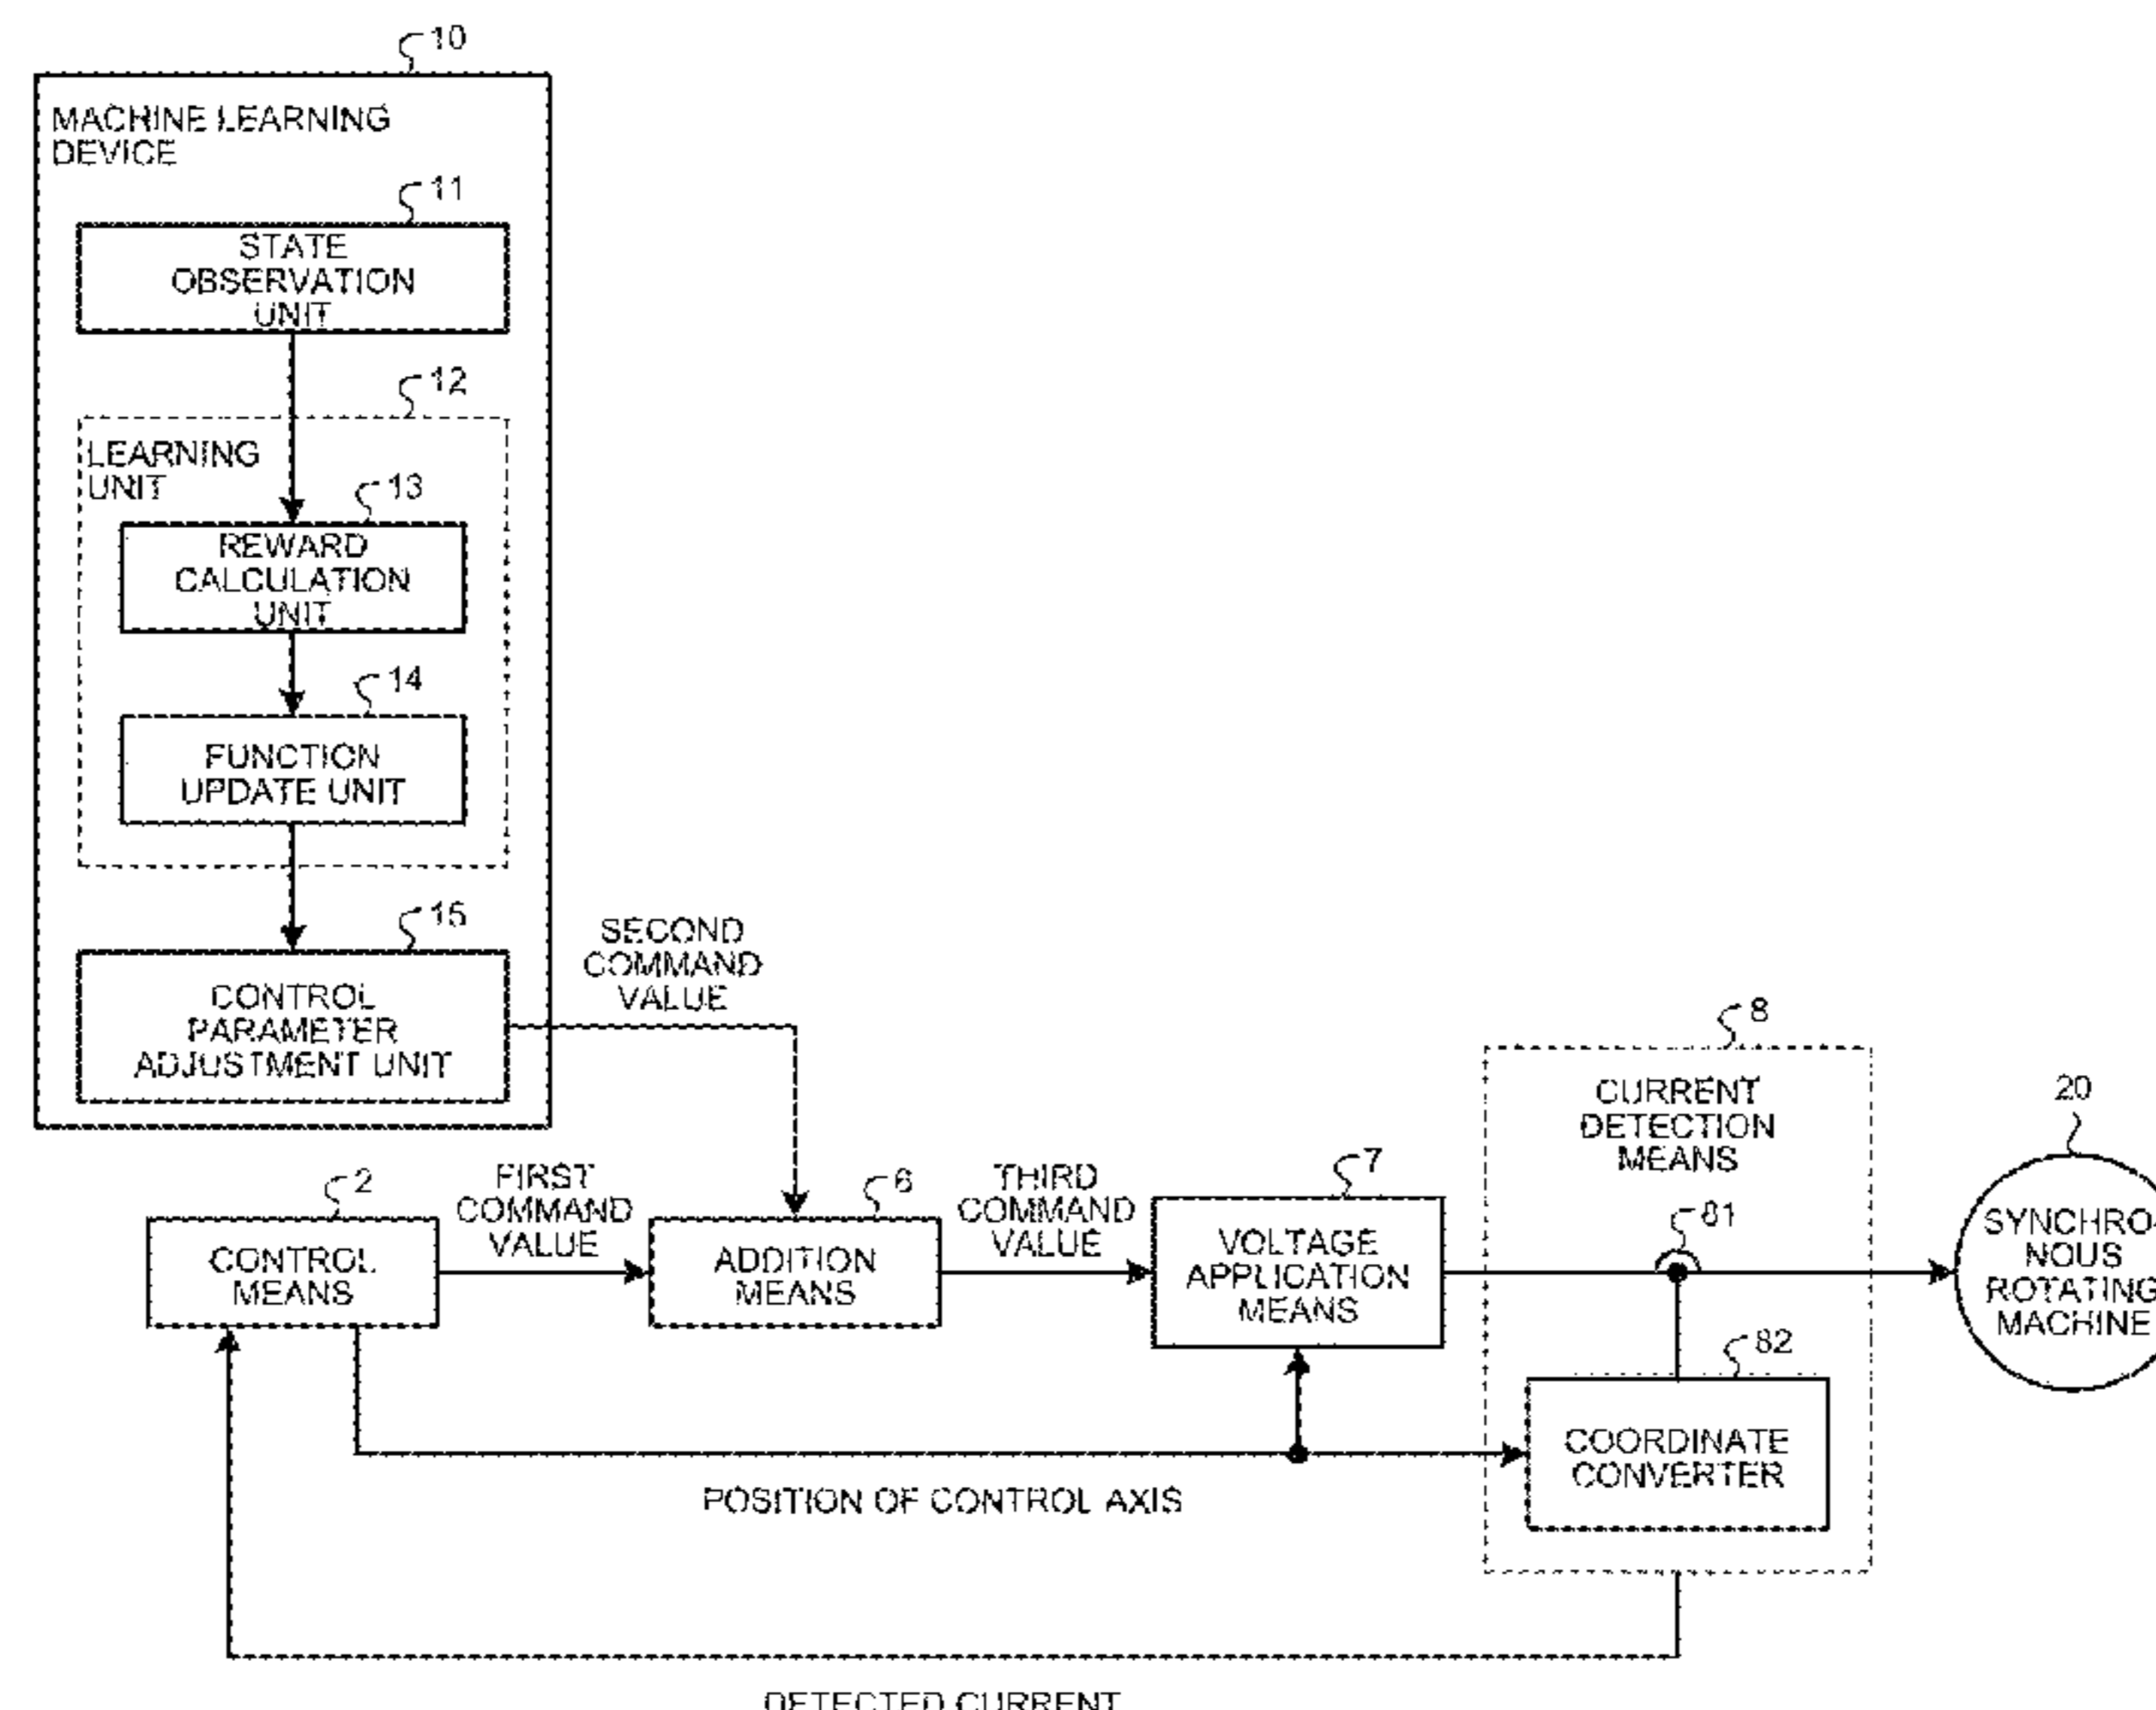 10
MACHINE LEARNING
DEVICE
11
STATE
OBSERVATION
UNIT
12
LEARNING
UNIT
13
REWARD
CALCULATION
UNIT
14
FUNCTION
UPDATE UNIT
15
CONTROL
PARAMETER
ADJUSTMENT UNIT
SECOND
COMMAND
VALUE
2
CONTROL
MEANS
FIRST
COMMAND
VALUE
6
ADDITION
MEANS
THIRD
COMMAND
VALUE
7
VOLTAGE
APPLICATION
MEANS
8
CURRENT
DETECTION
MEANS
81
82
COORDINATE
CONVERTER
20
SYNCHRO-
NOUS
ROTATING
MACHINE
POSITION OF CONTROL AXIS
DETECTED CURRENT